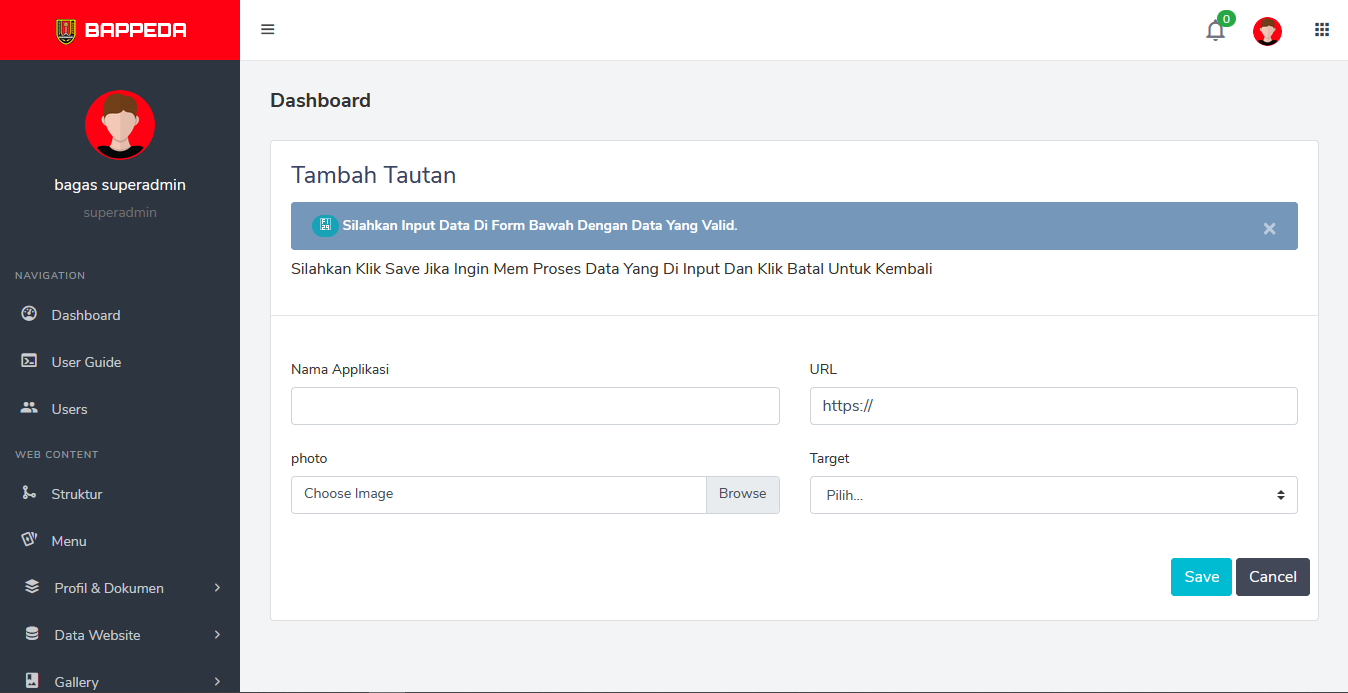 BAPPEDA
0
bagas superadmin
superadmin
NAVIGATION
Dashboard
User Guide
Users
WEB CONTENT
Struktur
Menu
Profil & Dokumen
Data Website
Gallery
Dashboard
Tambah Tautan
Silahkan Input Data Di Form Bawah Dengan Data Yang Valid.
×
Silahkan Klik Save Jika Ingin Mem Proses Data Yang Di Input Dan Klik Batal Untuk Kembali
Nama Applikasi
URL
https://
photo
Target
Choose Image Browse
Pilih...
Save Cancel